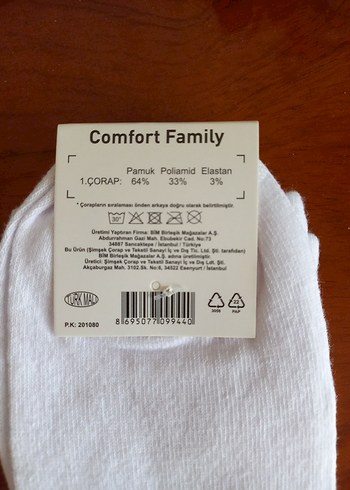 Comfort Family
Pamuk Poliamid Elastan
1.ÇORAP: 64% 33% 3%
* Çorapların sıralaması önden arkaya doğru olarak belirtilmiştir.
30°
Üretimi Yaptıran Firma: BİM Birleşik Mağazalar A.Ş.
Abdurrahman Gazi Mah. Ebubekir Cad. No:73
34887 Sancaktepe / İstanbul / Türkiye
Bu Ürün (Şimşek Çorap ve Tekstil Sanayi İç ve Dış Tic. Ltd. Şti. tarafından)
BİM Birleşik Mağazalar A.Ş. adına üretilmiştir.
Üretici: Şimşek Çorap ve Tekstil Sanayi İç ve Dış Ldt. Şti.
Akçaburgaz Mah. 3192.Sk. No:6, 34522 Esenyurt / İstanbul
TÜRK MALI
22
PAP
P.K: 201080
8 695077 099440